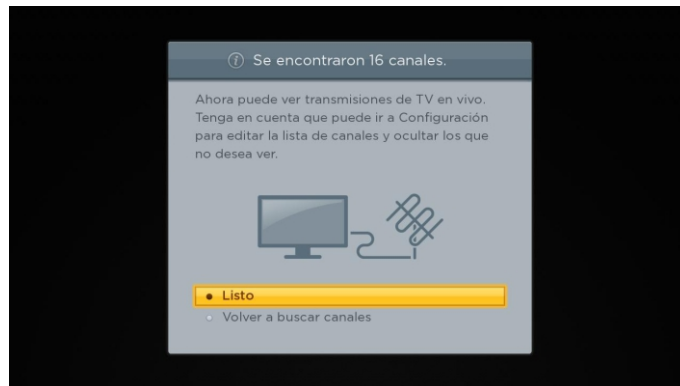 Se encontraron 16 canales.
Ahora puede ver transmisiones de TV en vivo.
Tenga en cuenta que puede ir a Configuración
para editar la lista de canales y ocultar los que
no desea ver.
Listo
Volver a buscar canales